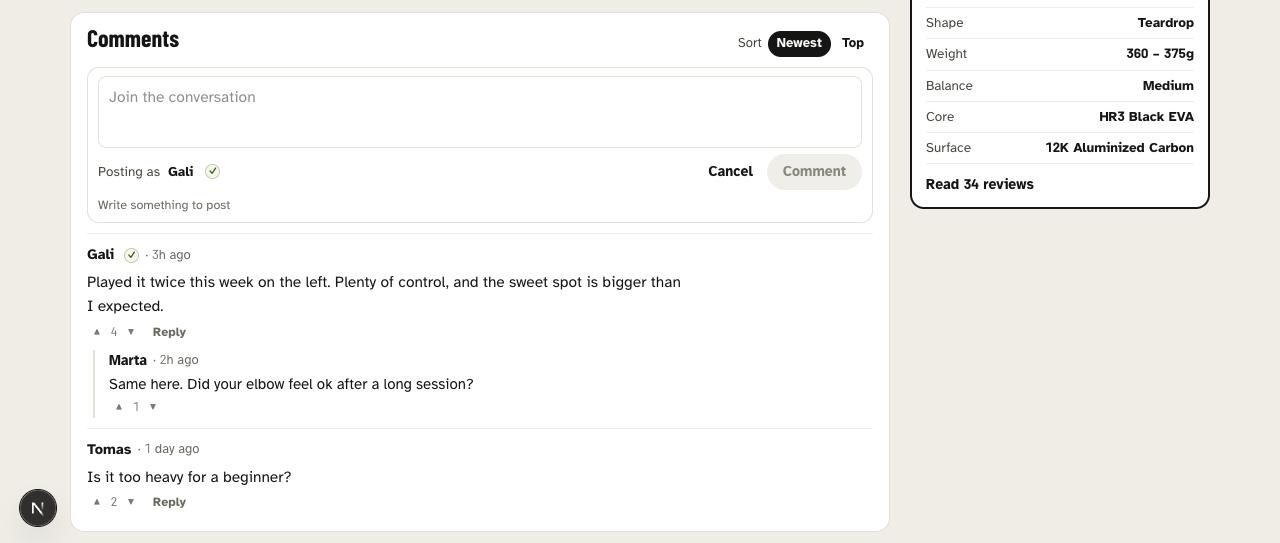 Comments
Sort Newest Top
Join the conversation
Posting as Gali
Cancel Comment
Write something to post
Gali · 3h ago
Played it twice this week on the left. Plenty of control, and the sweet spot is bigger than
I expected.
▲ 4 ▼ Reply
Marta · 2h ago
Same here. Did your elbow feel ok after a long session?
▲ 1 ▼
Tomas · 1 day ago
Is it too heavy for a beginner?
▲ 2 ▼ Reply
Shape Teardrop
Weight 360 – 375g
Balance Medium
Core HR3 Black EVA
Surface 12K Aluminized Carbon
Read 34 reviews
N